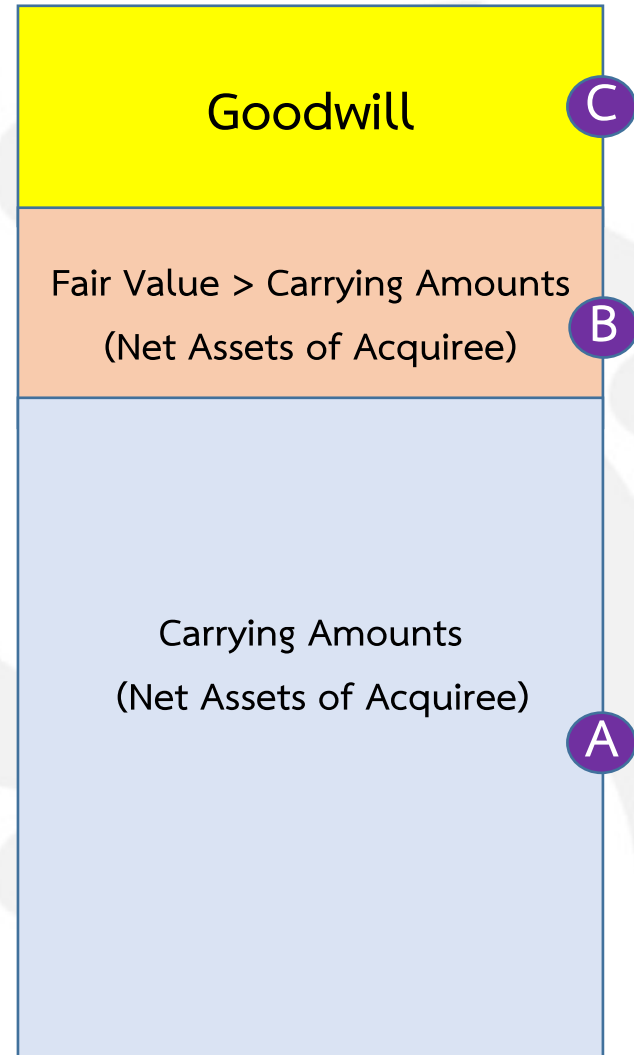 Goodwill
C
Fair Value > Carrying Amounts
(Net Assets of Acquiree)
B
Carrying Amounts
(Net Assets of Acquiree)
A